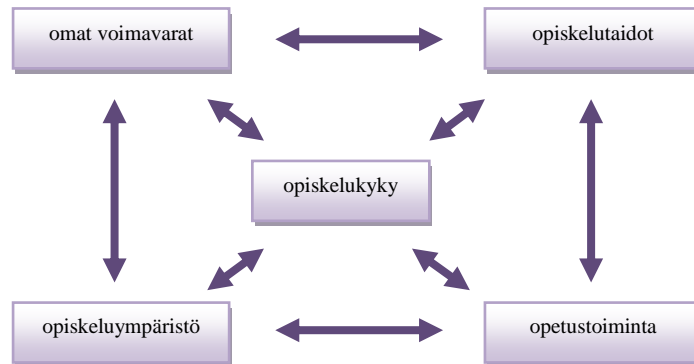 omat voimavarat
opiskelutaidot
opiskelukyky
opiskeluympäristö
opetustoiminta